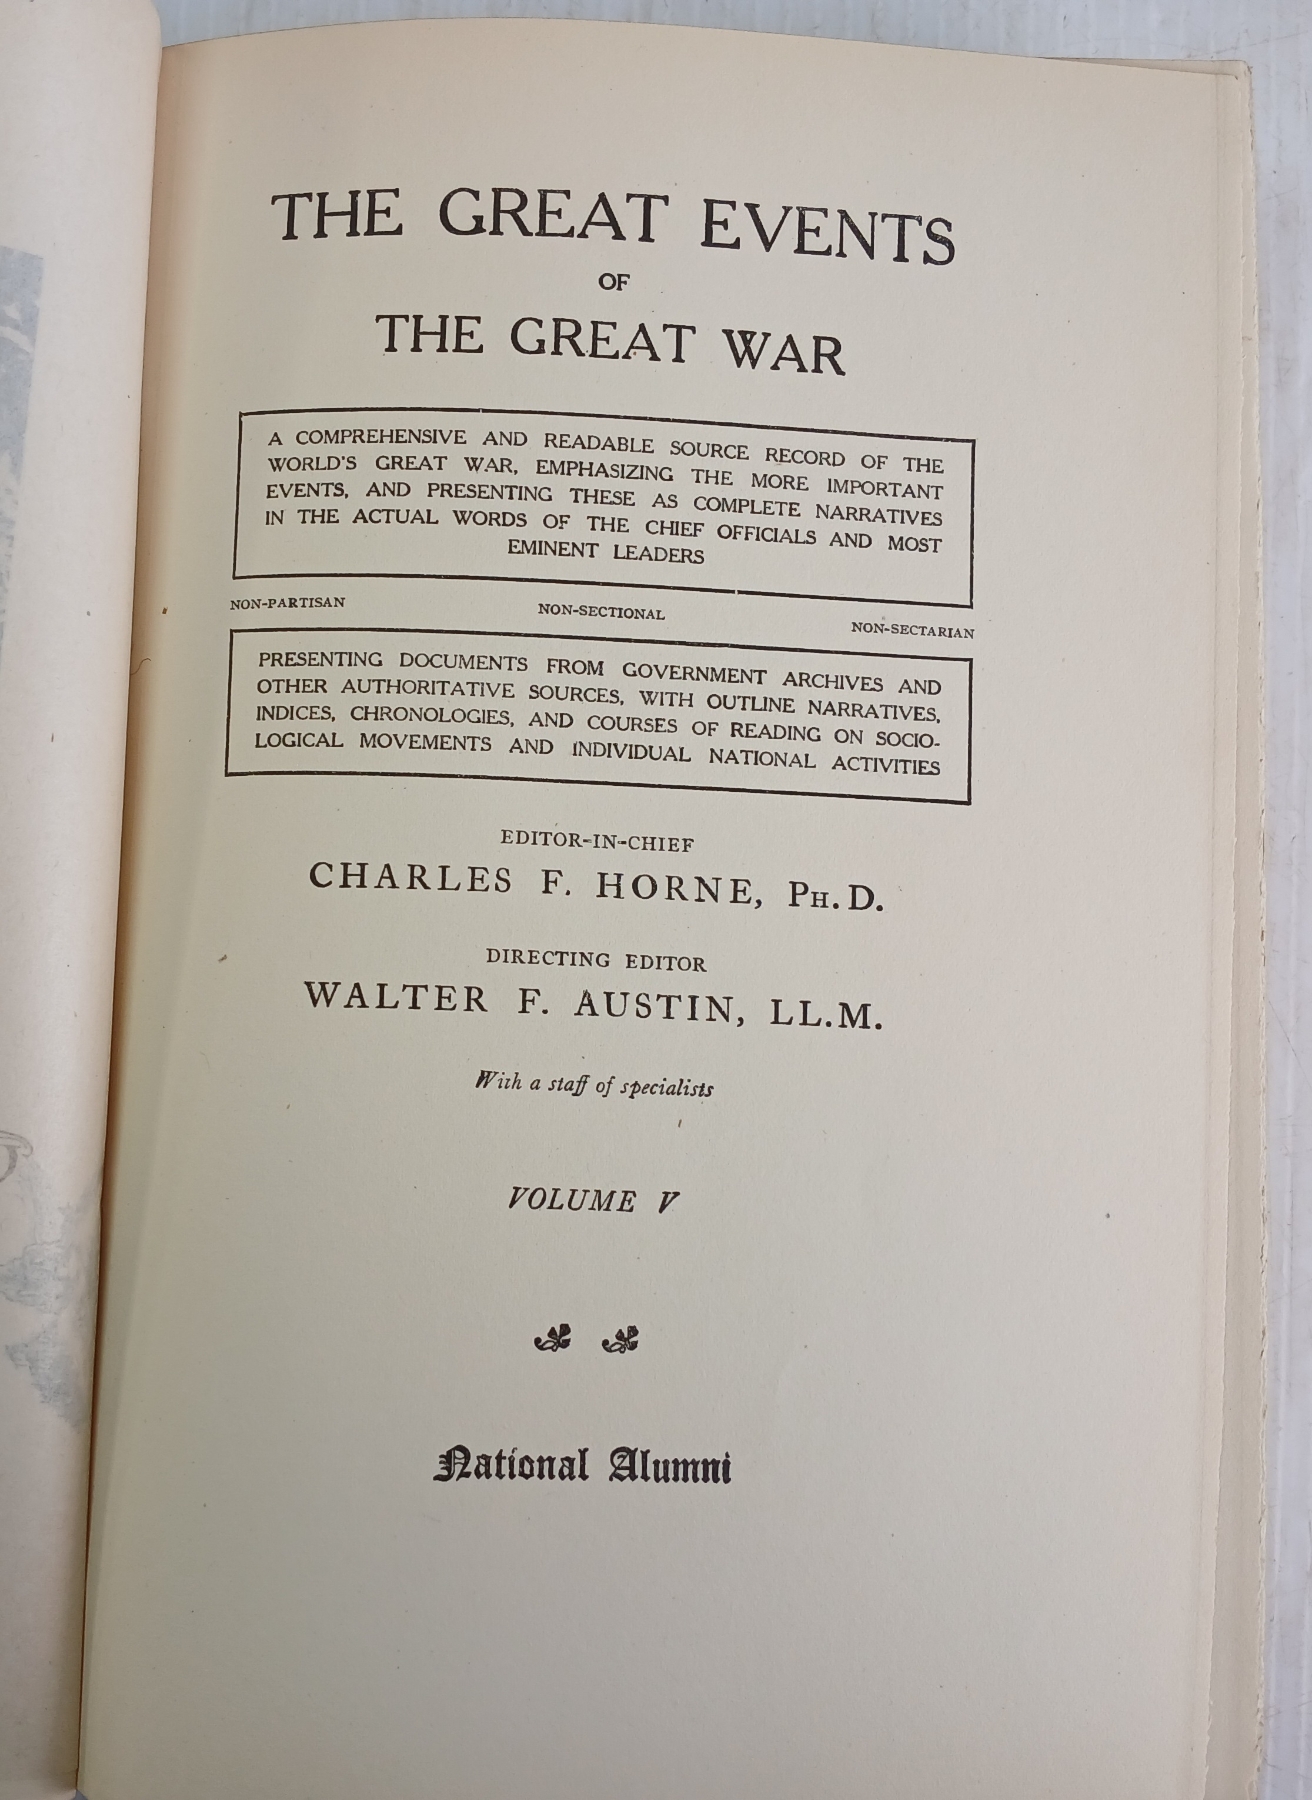 THE GREAT EVENTS
OF
THE GREAT WAR
A COMPREHENSIVE AND READABLE SOURCE RECORD OF THE
WORLD'S GREAT WAR, EMPHASIZING THE MORE IMPORTANT
EVENTS, AND PRESENTING THESE AS COMPLETE NARRATIVES
IN THE ACTUAL WORDS OF THE CHIEF OFFICIALS AND MOST
EMINENT LEADERS
NON-PARTISAN NON-SECTIONAL NON-SECTARIAN
PRESENTING DOCUMENTS FROM GOVERNMENT ARCHIVES AND
OTHER AUTHORITATIVE SOURCES, WITH OUTLINE NARRATIVES,
INDICES, CHRONOLOGIES, AND COURSES OF READING ON SOCIO-
LOGICAL MOVEMENTS AND INDIVIDUAL NATIONAL ACTIVITIES
EDITOR-IN-CHIEF
CHARLES F. HORNE, PH.D.
DIRECTING EDITOR
WALTER F. AUSTIN, LL.M.
With a staff of specialists
VOLUME V
National Alumni